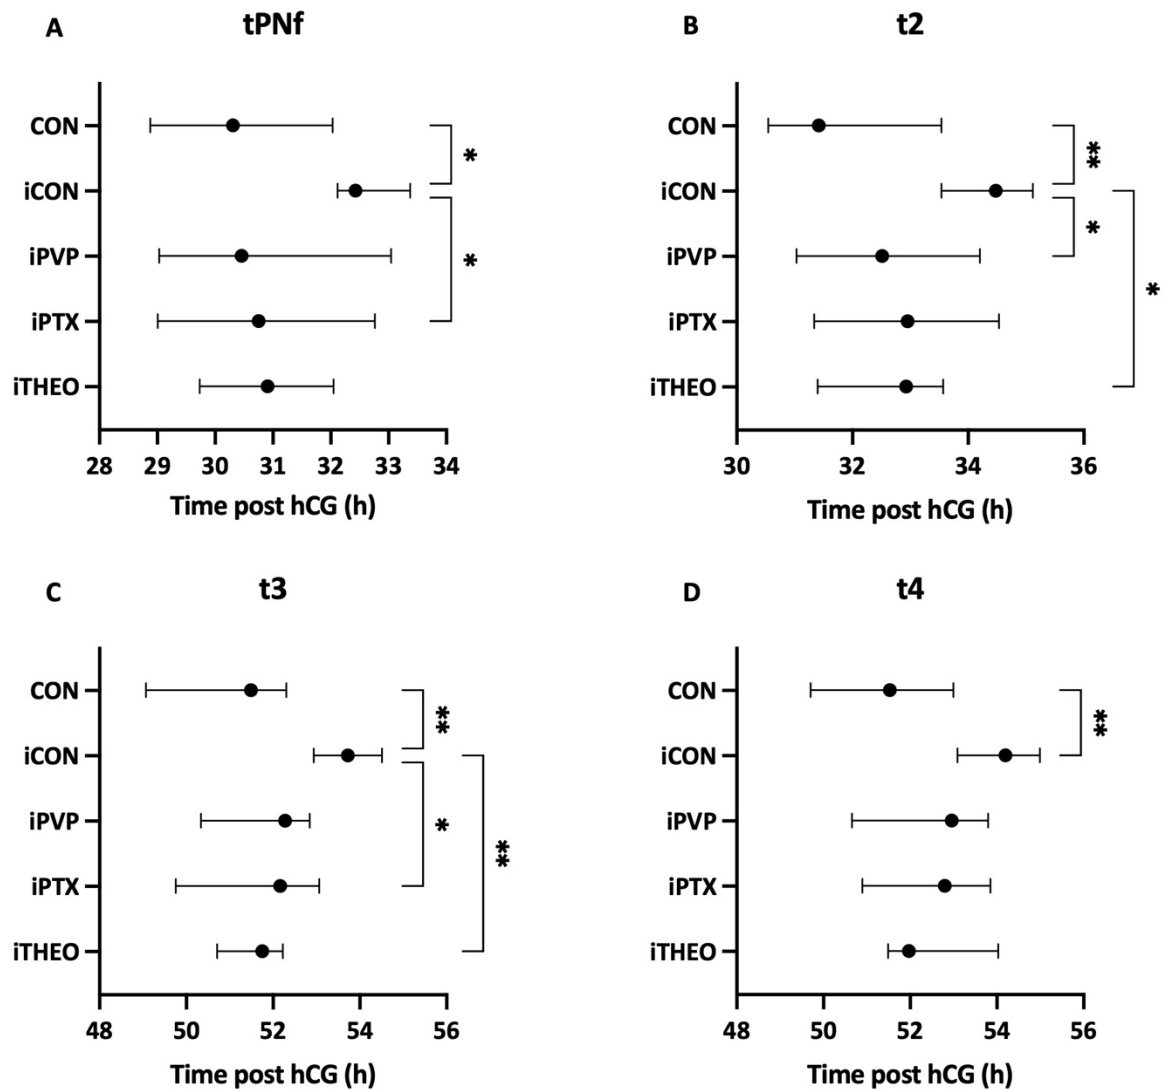 A
tPNf
CON
iCON
iPVP
iPTX
iTHEO
*
*
28 29 30 31 32 33 34
Time post hCG (h)
B
t2
CON
iCON
iPVP
iPTX
iTHEO
**
*
*
30 32 34 36
Time post hCG (h)
C
t3
CON
iCON
iPVP
iPTX
iTHEO
**
*
**
48 50 52 54 56
Time post hCG (h)
D
t4
CON
iCON
iPVP
iPTX
iTHEO
**
48 50 52 54 56
Time post hCG (h)